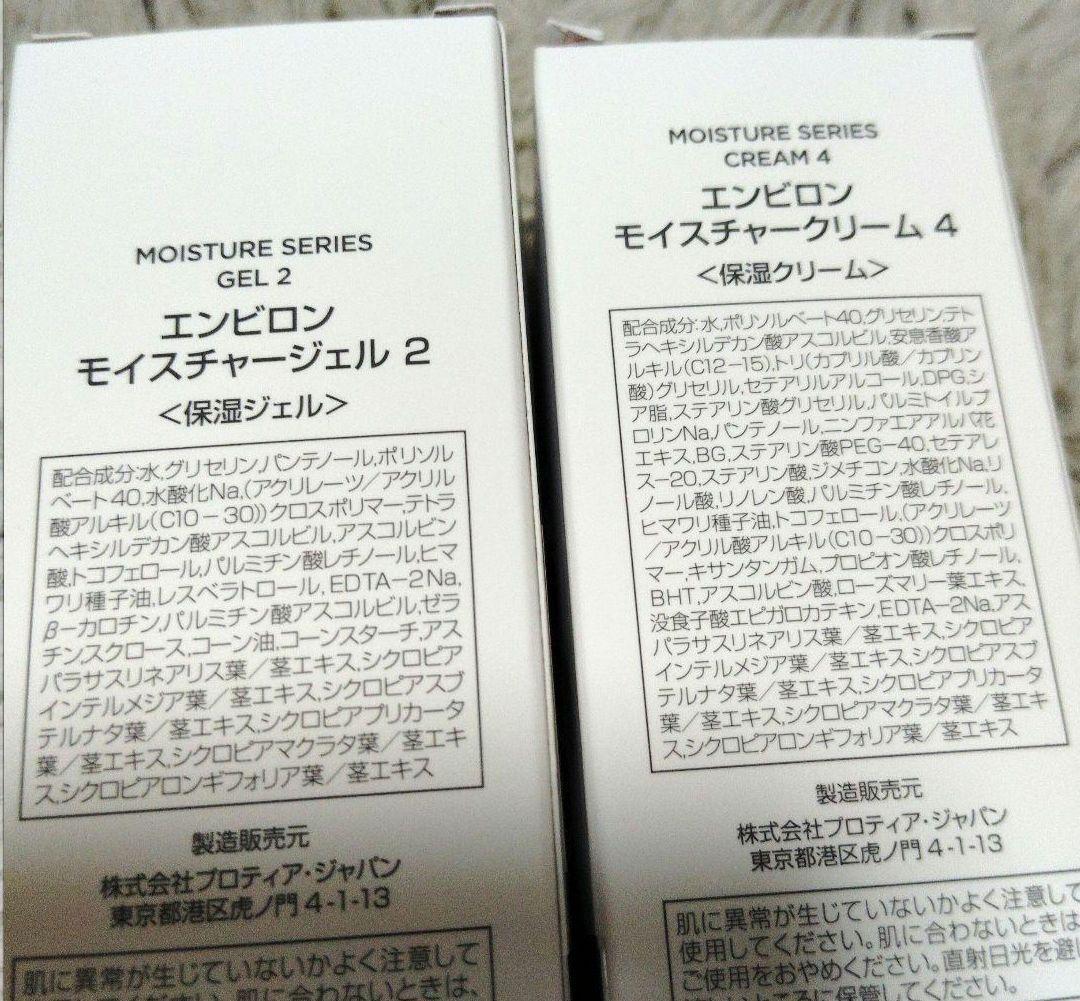 MOISTURE SERIES
GEL 2
エンビロン
モイスチャージェル 2
＜保湿ジェル＞
配合成分:水,グリセリン,パンテノール,ポリソル
ベート40,水酸化Na,(アクリレーツ／アクリル
酸アルキル(C10－30))クロスポリマー,テトラ
ヘキシルデカン酸アスコルビル,アスコルビン
酸,トコフェロール,パルミチン酸レチノール,ヒマ
ワリ種子油,レスベラトロール,EDTA－2Na,
β－カロチン,パルミチン酸アスコルビル,ゼラ
チン,スクロース,コーン油,コーンスターチ,アス
パラサスリネアリス葉／茎エキス,シクロピア
インテルメジア葉／茎エキス,シクロピアスブ
テルナタ葉／茎エキス,シクロピアプリカータ
葉／茎エキス,シクロピアマクラタ葉／茎エキ
ス,シクロピアロンギフォリア葉／茎エキス
製造販売元
株式会社プロティア・ジャパン
東京都港区虎ノ門 4-1-13
肌に異常が生じていないかよく注意して
肌に合わないときは、
MOISTURE SERIES
CREAM 4
エンビロン
モイスチャークリーム 4
＜保湿クリーム＞
配合成分:水,ポリソルベート40,グリセリン,テト
ラヘキシルデカン酸アスコルビル,安息香酸ア
ルキル(C12－15),トリ(カプリル酸／カプリン
酸)グリセリル,セテアリルアルコール,DPG,シ
ア脂,ステアリン酸グリセリル,パルミトイルプ
ロリンNa,パンテノール,ニンファエアアルバ花
エキス,BG,ステアリン酸PEG－40,セテアレ
ス－20,ステアリン酸,ジメチコン,水酸化Na,リ
ノール酸,リノレン酸,パルミチン酸レチノール,
ヒマワリ種子油,トコフェロール,(アクリレーツ
／アクリル酸アルキル(C10－30))クロスポリ
マー,キサンタンガム,プロピオン酸レチノール,
BHT,アスコルビン酸,ローズマリー葉エキス,
没食子酸エピガロカテキン,EDTA－2Na,アス
パラサスリネアリス葉／茎エキス,シクロピア
インテルメジア葉／茎エキス,シクロピアスブ
テルナタ葉／茎エキス,シクロピアプリカータ
葉／茎エキス,シクロピアマクラタ葉／茎エキ
ス,シクロピアロンギフォリア葉／茎エキス
製造販売元
株式会社プロティア・ジャパン
東京都港区虎ノ門 4-1-13
肌に異常が生じていないかよく注意して
使用してください。肌に合わないときは
ご使用をおやめください。直射日光を避
ところに保管してください。